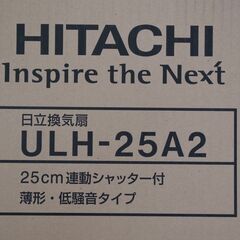 HITACHI
Inspire the Next
日立換気扇
ULH-25A2
25cm連動シャッター付
薄形・低騒音タイプ